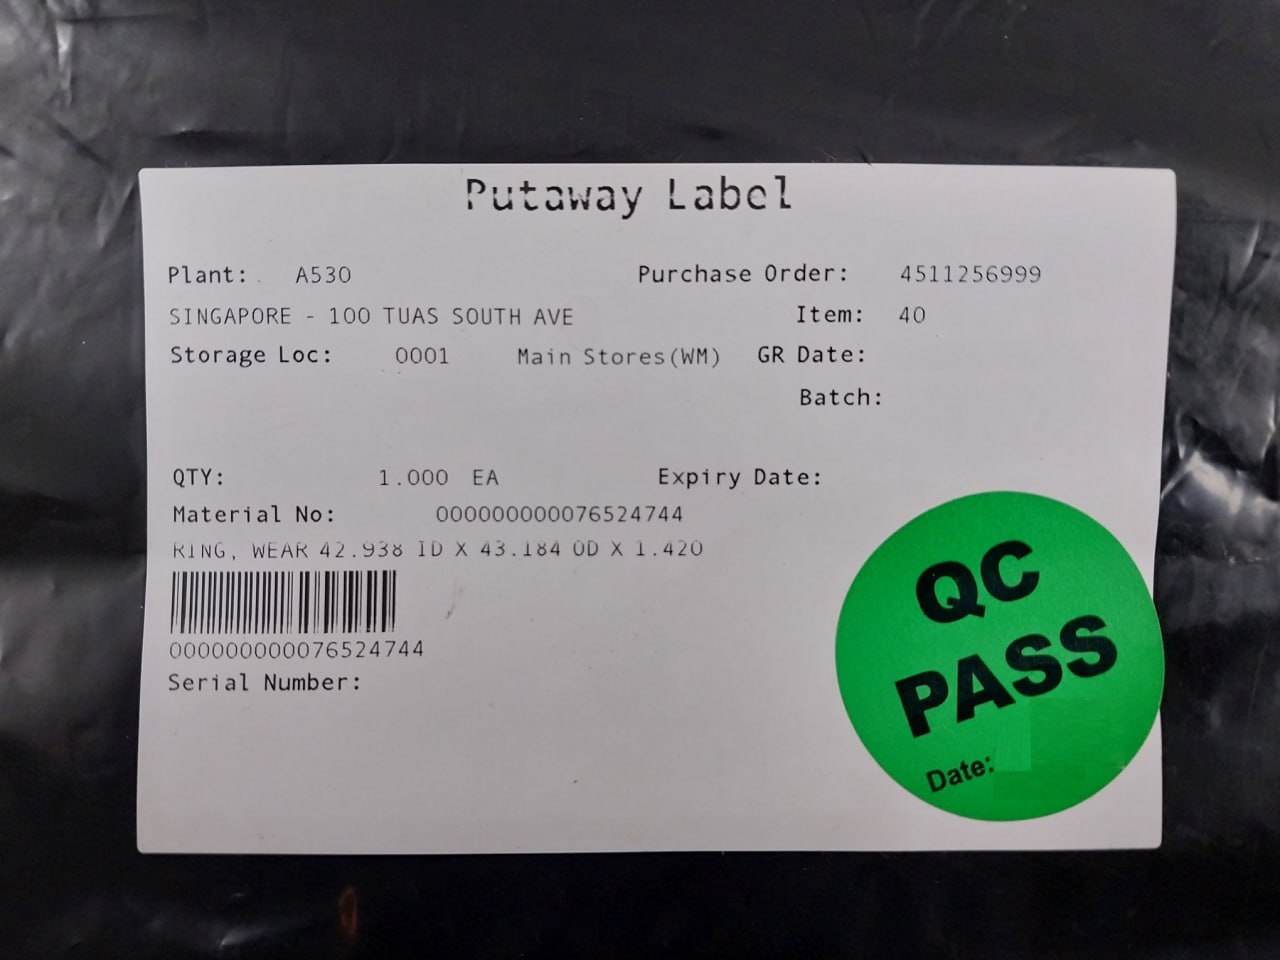 Putaway Label
Plant: A530 Purchase Order: 4511256999
SINGAPORE - 100 TUAS SOUTH AVE Item: 40
Storage Loc: 0001 Main Stores(WM) GR Date:
Batch:
QTY: 1.000 EA Expiry Date:
Material No: 000000000076524744
RING, WEAR 42.938 ID X 43.184 OD X 1.420
000000000076524744
Serial Number:
QC
PASS
Date: